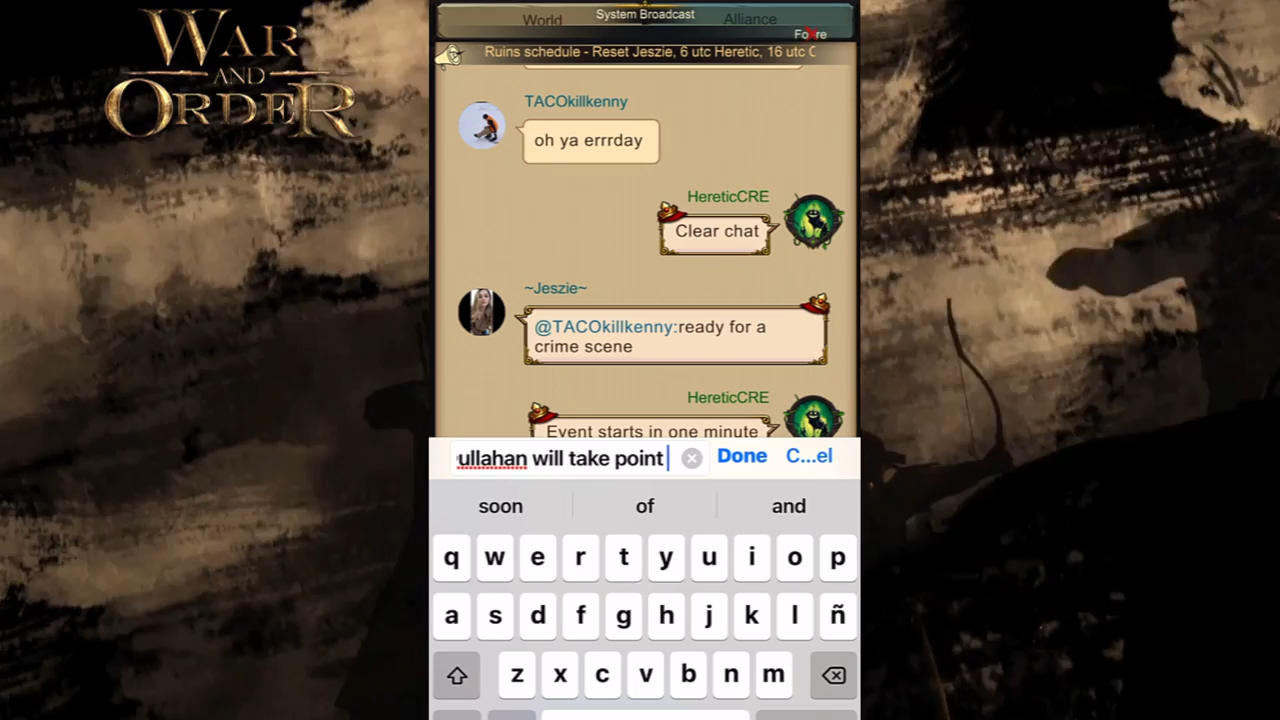 WAR
AND
ORDER
World
System Broadcast
Alliance
Ruins schedule - Reset Jeszie, 6 utc Heretic, 16 utc
TACOkillkenny
oh ya errrday
HereticCRE
Clear chat
~Jeszie~
@TACOkillkenny:ready for a
crime scene
HereticCRE
Event starts in one minute
ullahan will take point
Done C...el
soon of and
q w e r t y u i o p
a s d f g h j k l ñ
z x c v b n m